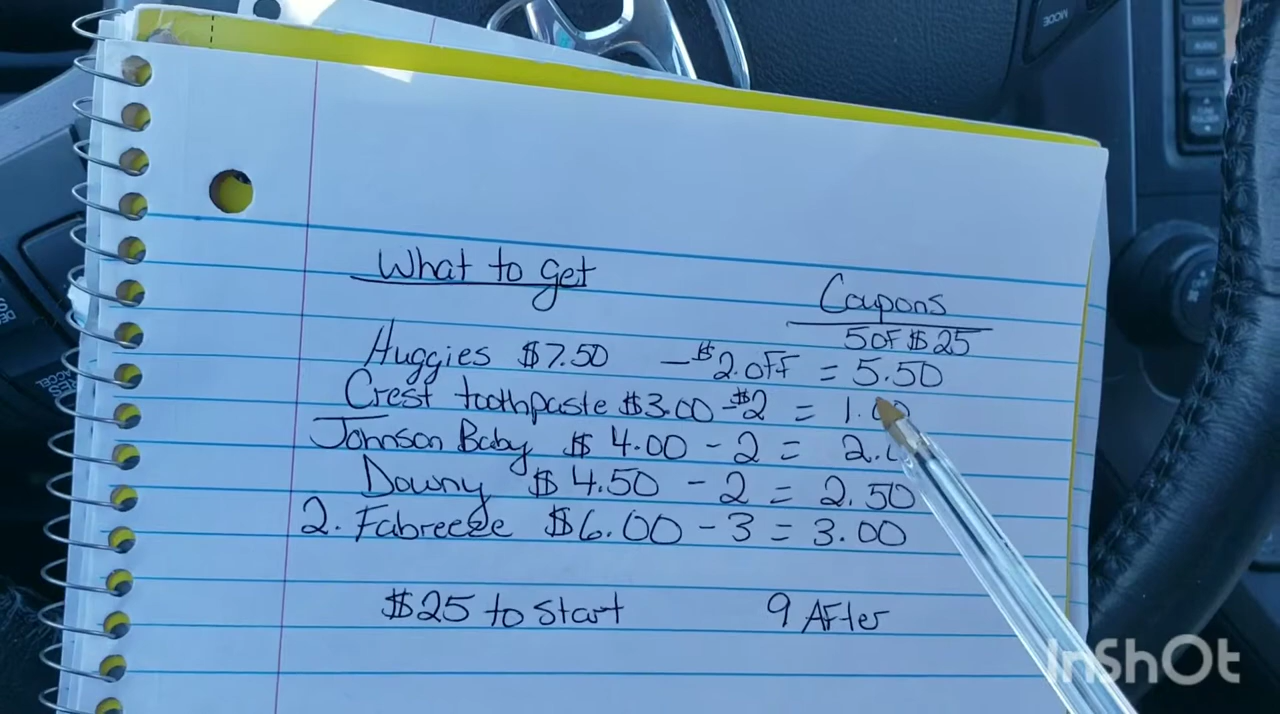 What to get
Coupons
5 off $25
Huggies $7.50 - $2.off = 5.50
Crest toothpaste $3.00 - $2 = 1.00
Johnson Baby $4.00 - 2 = 2.
Downy $4.50 - 2 = 2.50
2. Fabreeze $6.00 - 3 = 3.00
$25 to Start 9 After
MODE
InShOt